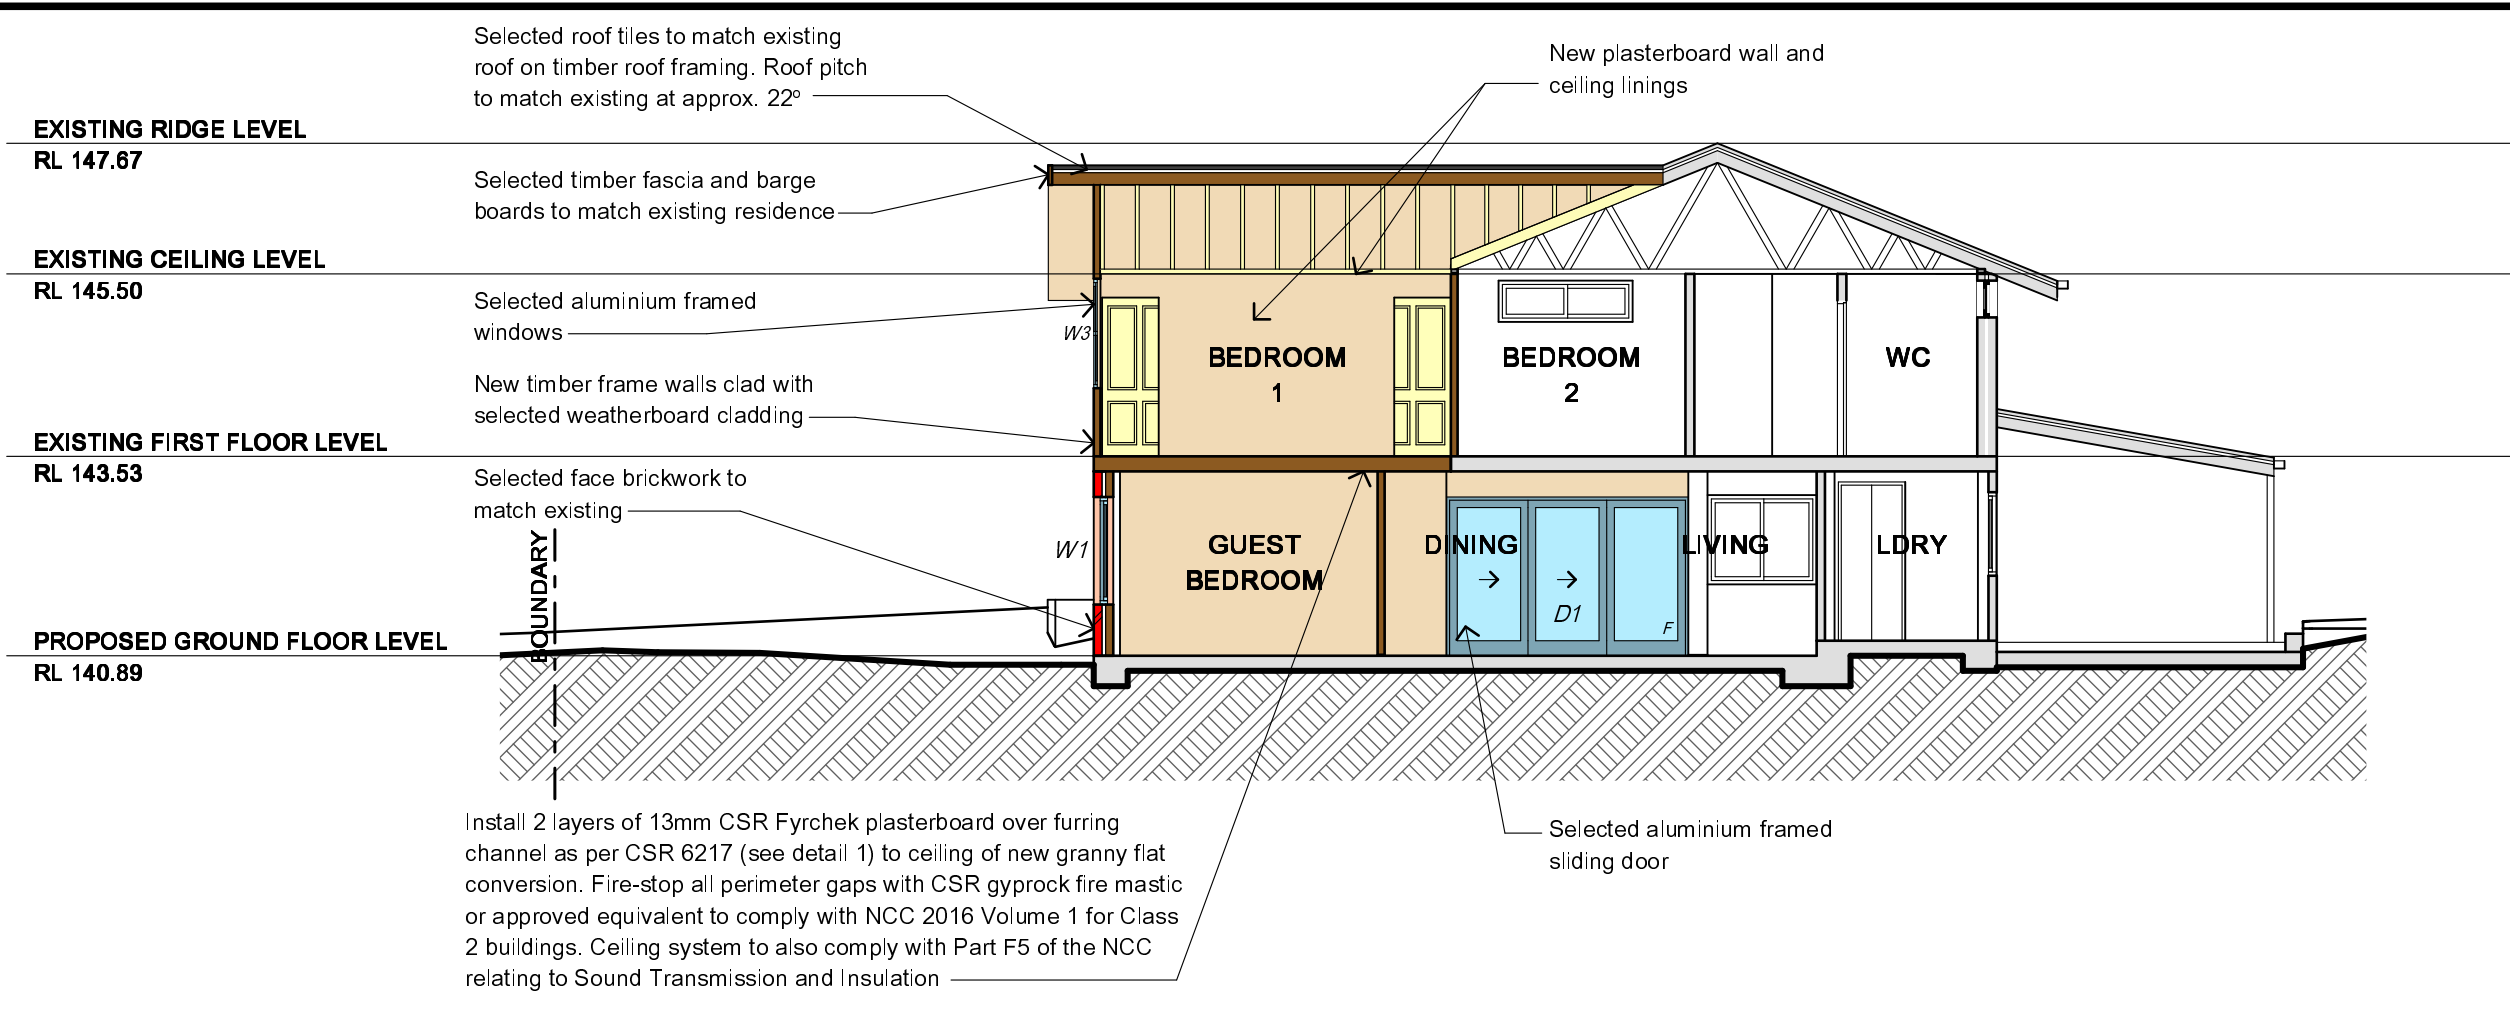 Selected roof tiles to match existing
roof on timber roof framing. Roof pitch
to match existing at approx. 22º
New plasterboard wall and
ceiling linings
EXISTING RIDGE LEVEL
RL 147.67
Selected timber fascia and barge
boards to match existing residence
EXISTING CEILING LEVEL
RL 145.50
Selected aluminium framed
windows
W3
New timber frame walls clad with
selected weatherboard cladding
BEDROOM
1
BEDROOM
2
WC
EXISTING FIRST FLOOR LEVEL
RL 143.53
Selected face brickwork to
match existing
BOUNDARY
W1
GUEST
BEDROOM
DINING
LIVING
LDRY
D1
F
PROPOSED GROUND FLOOR LEVEL
RL 140.89
Install 2 layers of 13mm CSR Fyrchek plasterboard over furring
channel as per CSR 6217 (see detail 1) to ceiling of new granny flat
conversion. Fire-stop all perimeter gaps with CSR gyprock fire mastic
or approved equivalent to comply with NCC 2016 Volume 1 for Class
2 buildings. Ceiling system to also comply with Part F5 of the NCC
relating to Sound Transmission and Insulation
Selected aluminium framed
sliding door